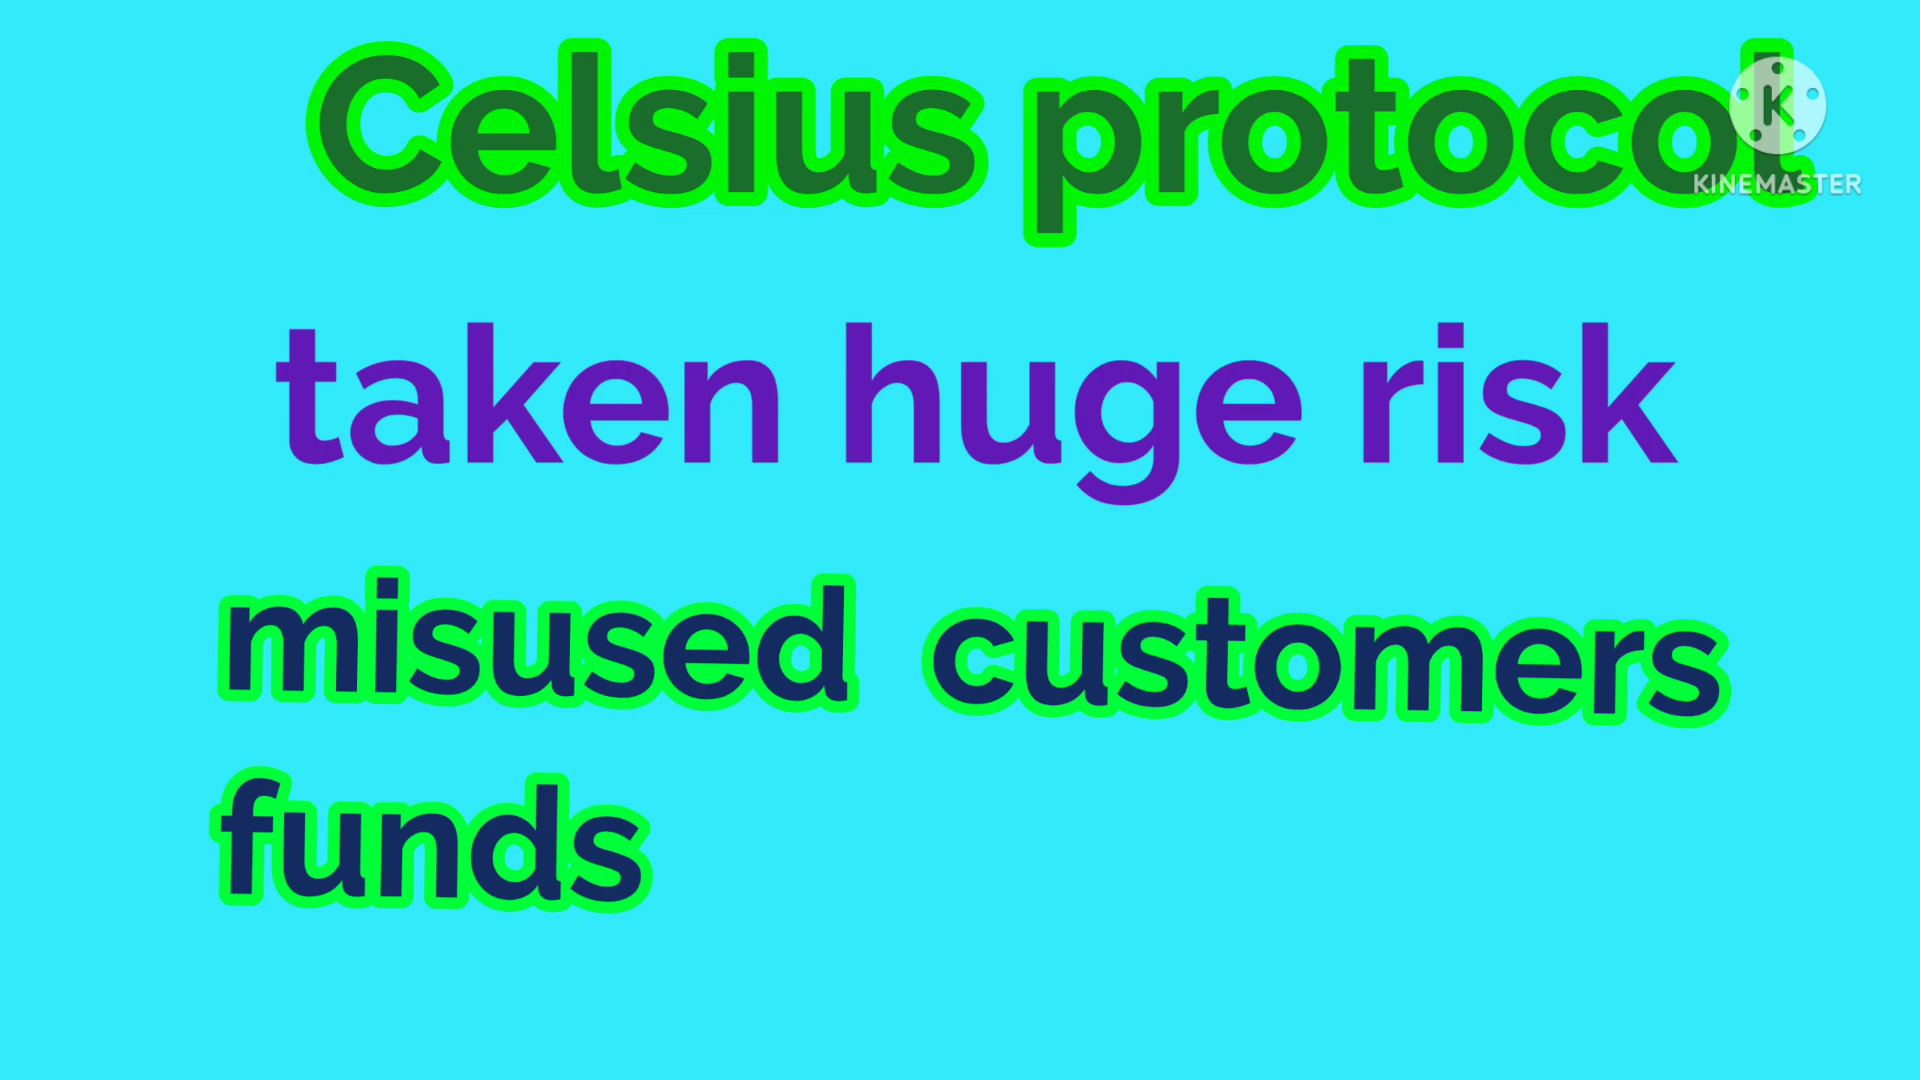 Celsius protocol
KINEMASTER
taken huge risk
misused customers
funds